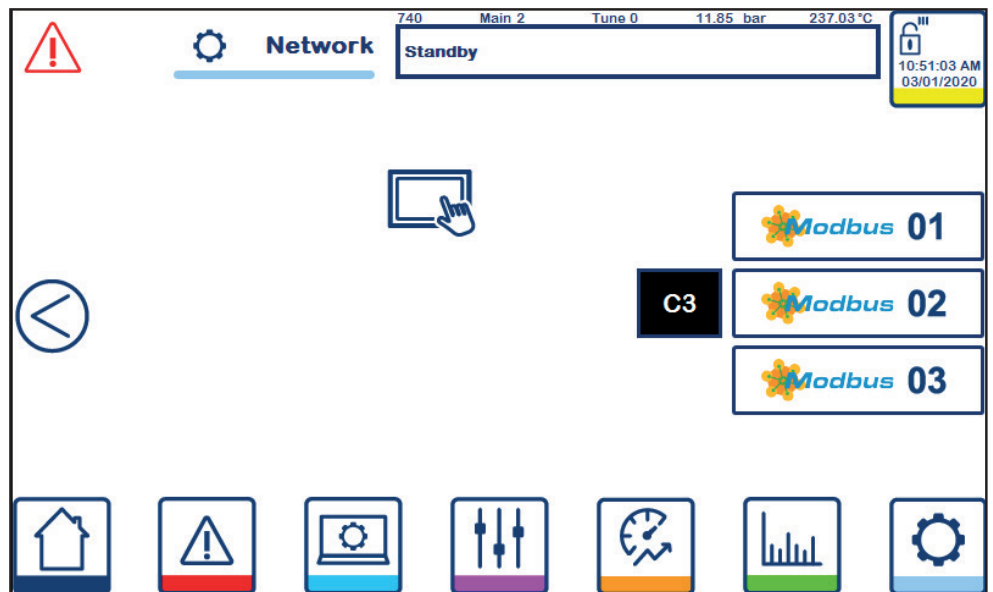 740 Main 2 Tune 0 11.85 bar 237.03 °C
Network
Standby
10:51:03 AM
03/01/2020
Modbus 01
C3
Modbus 02
Modbus 03